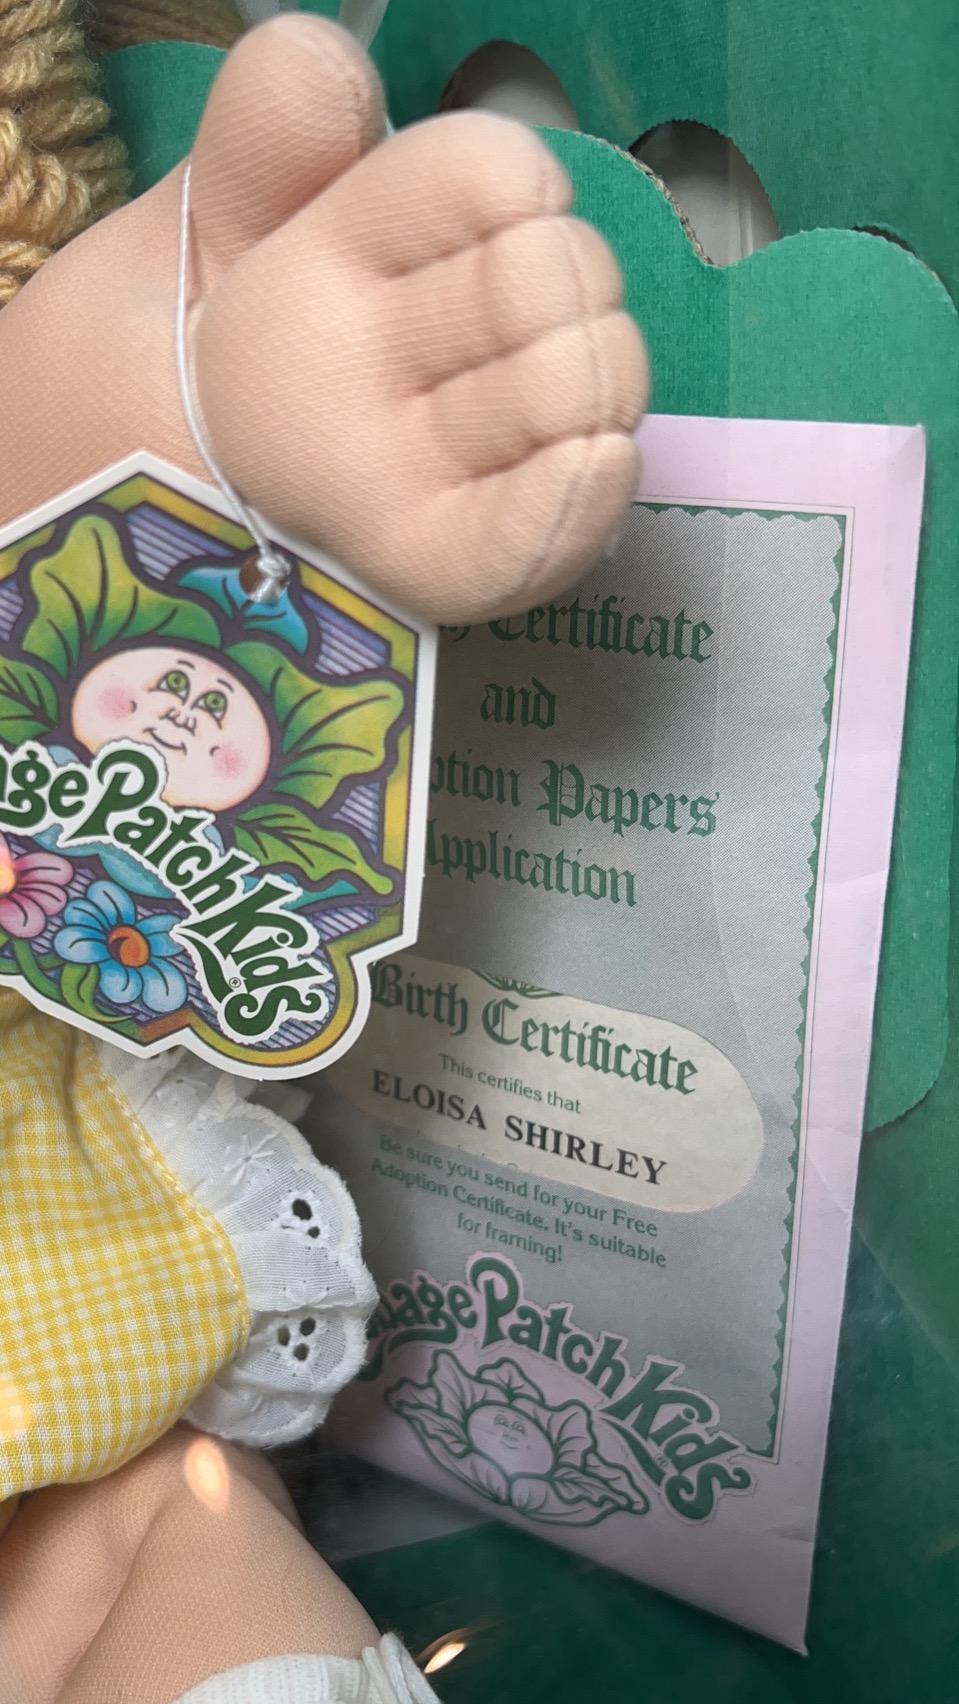 Patch Kids®
Certificate
and
Papers
Birth Certificate
This certifies that
ELOISA SHIRLEY
Be sure you send for your Free
Adoption Certificate. It's suitable
for framing!
Patch Kids